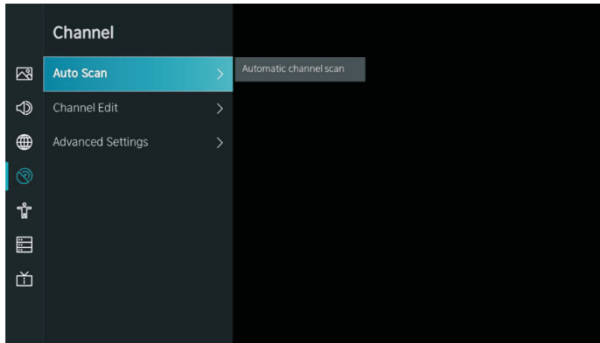 Channel
Auto Scan
Automatic channel scan
Channel Edit
Advanced Settings